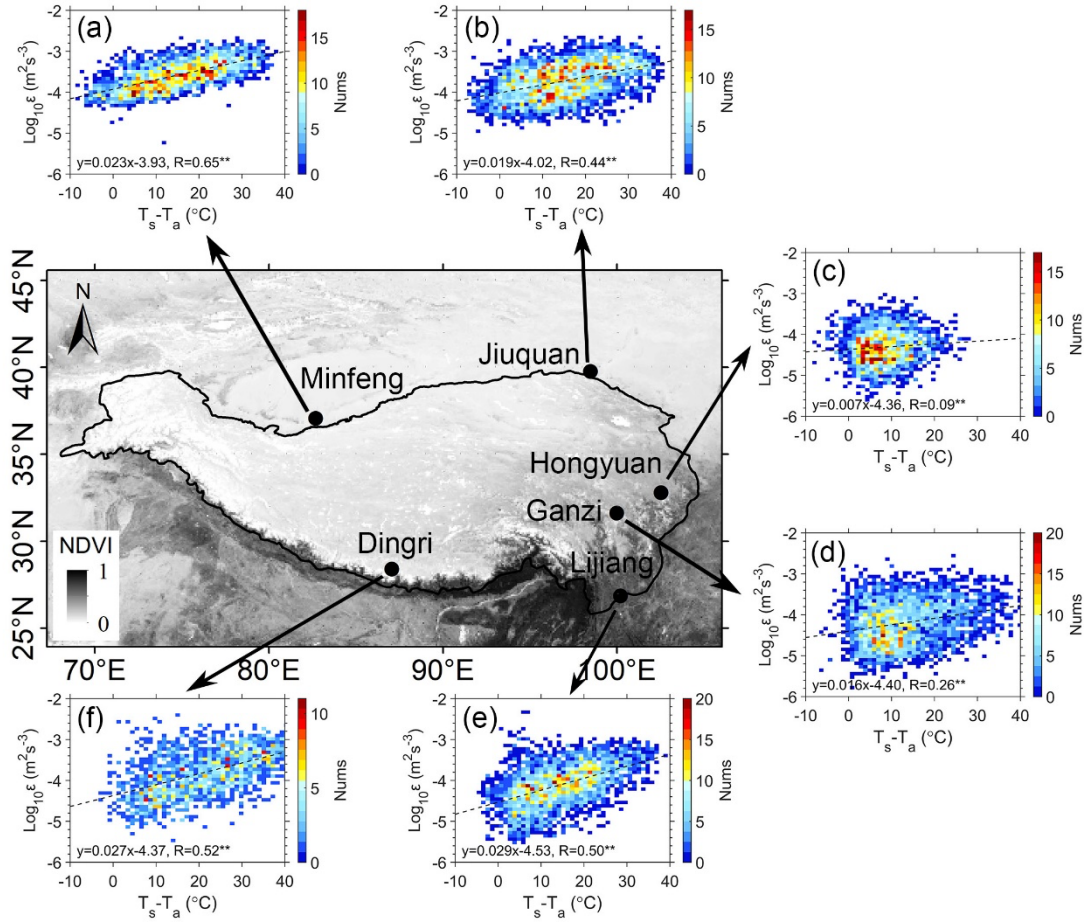 (a)
-2
-3
-4
-5
-6
Log10 ε (m²s⁻³)
-10 0 10 20 30 40
Ts-Ta (°C)
y=0.023x-3.93, R=0.65**
15
10
5
0
Nums
(b)
-2
-3
-4
-5
-6
Log10 ε (m²s⁻³)
-10 0 10 20 30 40
Ts-Ta (°C)
y=0.019x-4.02, R=0.44**
15
10
5
0
Nums
45°N
40°N
35°N
30°N
25°N
N
Minfeng
Jiuquan
Hongyuan
Ganzi
Lijiang
Dingri
NDVI
1
0
70°E 80°E 90°E 100°E
(c)
-2
-3
-4
-5
-6
Log10 ε (m²s⁻³)
-10 0 10 20 30 40
Ts-Ta (°C)
y=0.007x-4.36, R=0.09**
15
10
5
0
Nums
(d)
-2
-3
-4
-5
-6
Log10 ε (m²s⁻³)
-10 0 10 20 30 40
Ts-Ta (°C)
y=0.016x-4.40, R=0.26**
20
15
10
5
0
Nums
(f)
-2
-3
-4
-5
-6
Log10 ε (m²s⁻³)
-10 0 10 20 30 40
Ts-Ta (°C)
y=0.027x-4.37, R=0.52**
10
5
0
Nums
(e)
-2
-3
-4
-5
-6
Log10 ε (m²s⁻³)
-10 0 10 20 30 40
Ts-Ta (°C)
y=0.029x-4.53, R=0.50**
20
15
10
5
0
Nums